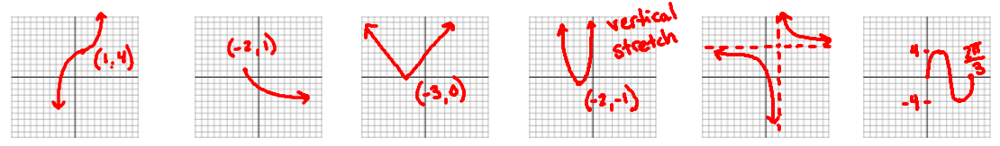 (1,4)
(-2,1)
(-3,0)
vertical
stretch
(-2,-1)
4
-4
2π
3